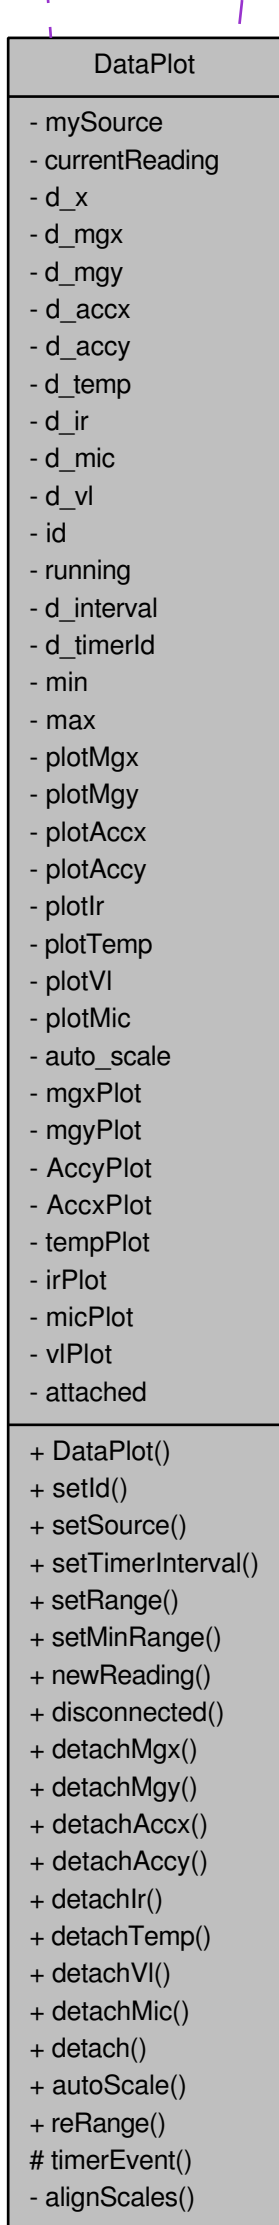 DataPlot
- mySource
- currentReading
- d_x
- d_mgx
- d_mgy
- d_accx
- d_accy
- d_temp
- d_ir
- d_mic
- d_vl
- id
- running
- d_interval
- d_timerId
- min
- max
- plotMgx
- plotMgy
- plotAccx
- plotAccy
- plotIr
- plotTemp
- plotVl
- plotMic
- auto_scale
- mgxPlot
- mgyPlot
- AccyPlot
- AccxPlot
- tempPlot
- irPlot
- micPlot
- vlPlot
- attached
+ DataPlot()
+ setId()
+ setSource()
+ setTimerInterval()
+ setRange()
+ setMinRange()
+ newReading()
+ disconnected()
+ detachMgx()
+ detachMgy()
+ detachAccx()
+ detachAccy()
+ detachIr()
+ detachTemp()
+ detachVl()
+ detachMic()
+ detach()
+ autoScale()
+ reRange()
# timerEvent()
- alignScales()